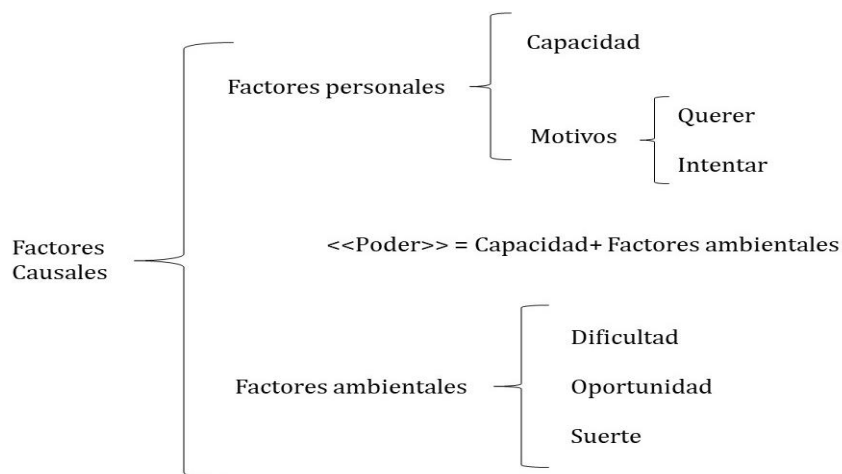 Capacidad
Factores personales
Querer
Motivos
Intentar
<<Poder>> = Capacidad+ Factores ambientales
Factores
Causales
Dificultad
Factores ambientales
Oportunidad
Suerte